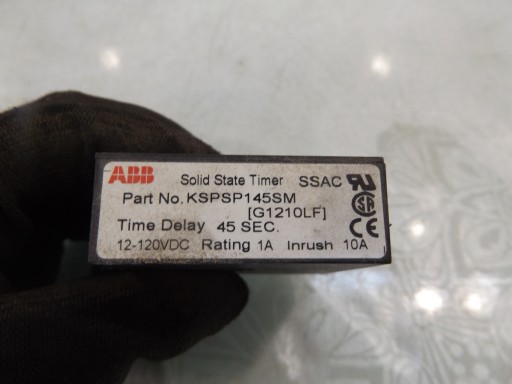 ABB Solid State Timer SSAC
Part No. KSPSP145SM
[G1210LF]
Time Delay 45 SEC.
12-120VDC Rating 1A Inrush 10A